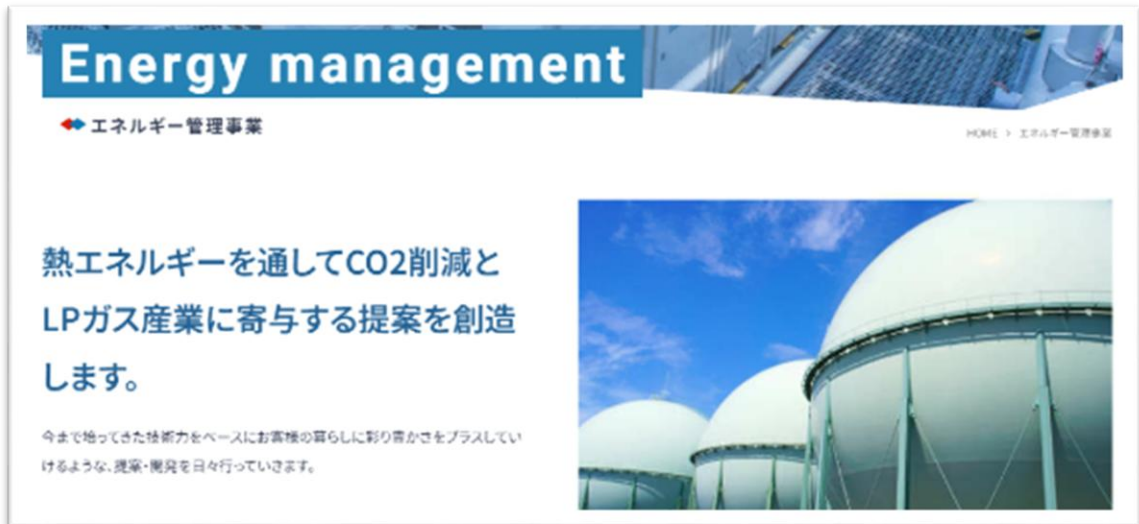 Energy management
エネルギー管理事業
HOME > エネルギー管理事業
熱エネルギーを通してCO2削減と
LPガス産業に寄与する提案を創造
します。
今まで培ってきた技術力をベースにお客様の暮らしに彩り豊かさをプラスしてい
けるような、提案・開発を日々行っていきます。